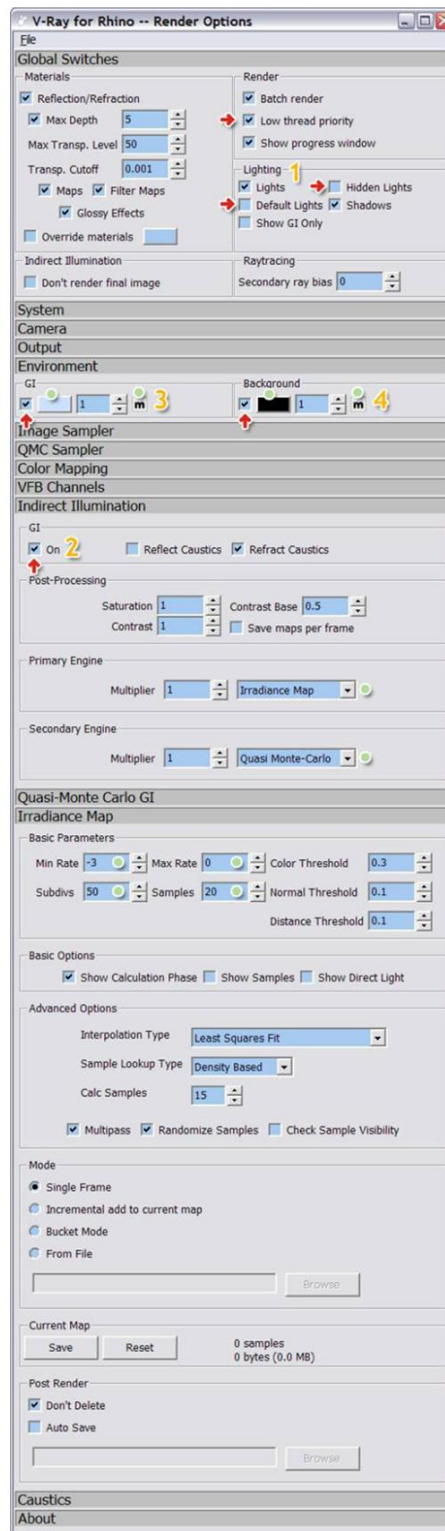 V-Ray for Rhino -- Render Options
File
Global Switches
Materials
Reflection/Refraction
Max Depth 5
Max Transp. Level 50
Transp. Cutoff 0.001
Maps Filter Maps
Glossy Effects
Override materials
Render
Batch render
Low thread priority
Show progress window
Lighting 1
Lights Hidden Lights
Default Lights Shadows
Show GI Only
Indirect Illumination
Don't render final image
Raytracing
Secondary ray bias 0
System
Camera
Output
Environment
GI
1 m 3
Background
1 m 4
Image Sampler
QMC Sampler
Color Mapping
VFB Channels
Indirect Illumination
GI
On 2 Reflect Caustics Refract Caustics
Post-Processing
Saturation 1 Contrast Base 0.5
Contrast 1 Save maps per frame
Primary Engine
Multiplier 1 Irradiance Map
Secondary Engine
Multiplier 1 Quasi Monte-Carlo
Quasi-Monte Carlo GI
Irradiance Map
Basic Parameters
Min Rate -3 Max Rate 0 Color Threshold 0.3
Subdivs 50 Samples 20 Normal Threshold 0.1
Distance Threshold 0.1
Basic Options
Show Calculation Phase Show Samples Show Direct Light
Advanced Options
Interpolation Type Least Squares Fit
Sample Lookup Type Density Based
Calc Samples 15
Multipass Randomize Samples Check Sample Visibility
Mode
Single Frame
Incremental add to current map
Bucket Mode
From File
Browse
Current Map
Save Reset 0 samples
0 bytes (0.0 MB)
Post Render
Don't Delete
Auto Save
Browse
Caustics
About